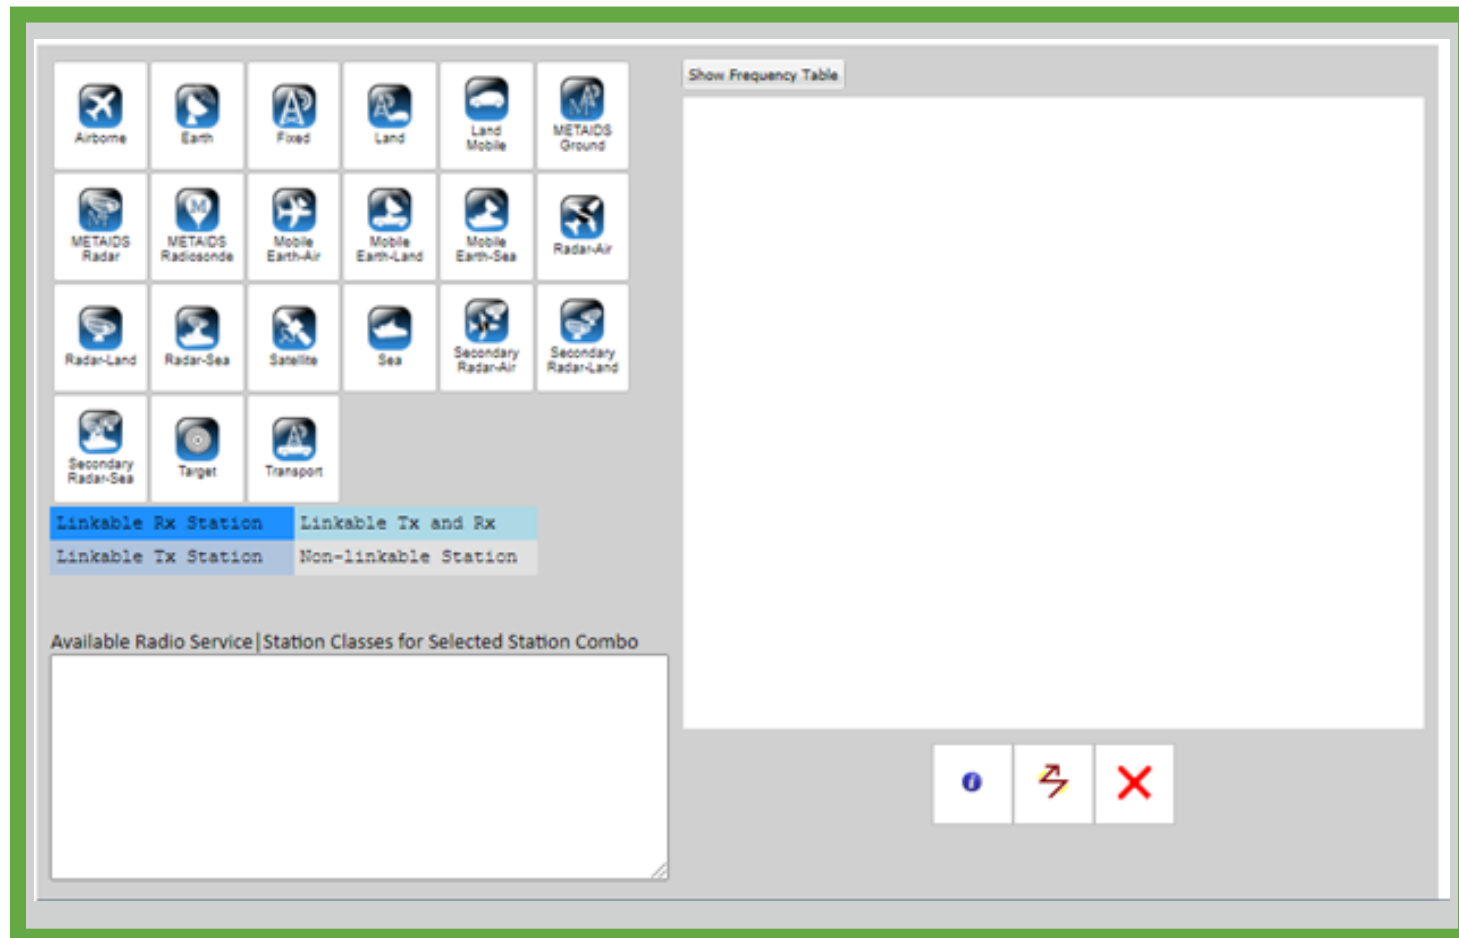 Show Frequency Table
Airborne
Earth
Fixed
Land
Land
Mobile
METAIDS
Ground
METAIDS
Radar
METAIDS
Radiosonde
Mobile
Earth-Air
Mobile
Earth-Land
Mobile
Earth-Sea
Radar-Air
Radar-Land
Radar-Sea
Satellite
Sea
Secondary
Radar-Air
Secondary
Radar-Land
Secondary
Radar-Sea
Target
Transport
Linkable Rx Station
Linkable Tx and Rx
Linkable Tx Station
Non-linkable Station
Available Radio Service|Station Classes for Selected Station Combo